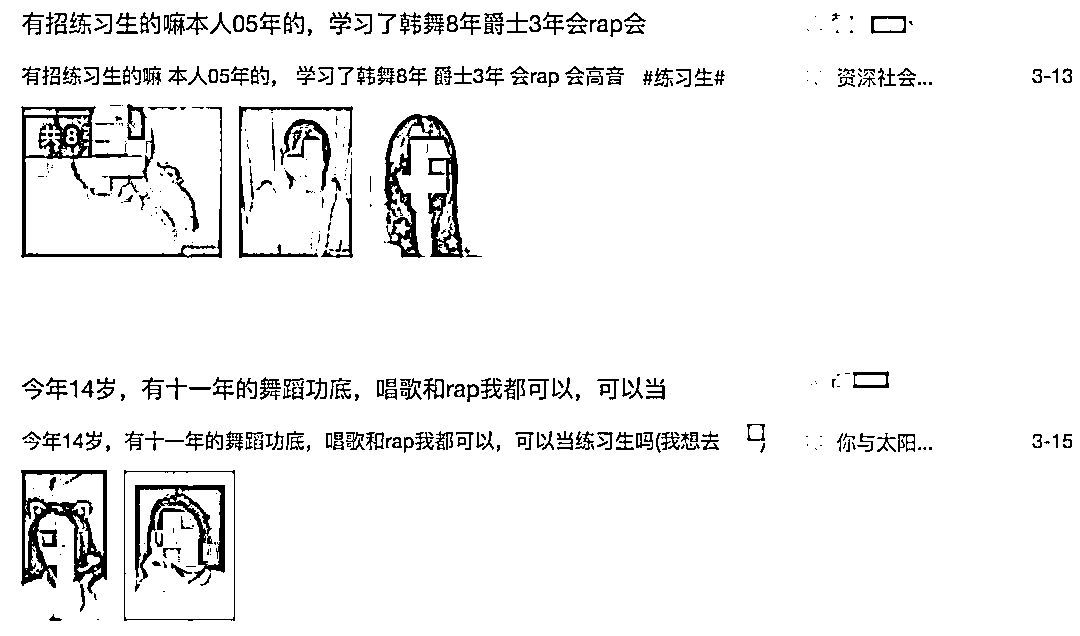 有招练习生的嘛本人05年的，学习了韩舞8年爵士3年会rap会
有招练习生的嘛 本人05年的， 学习了韩舞8年 爵士3年 会rap 会高音 #练习生#
资深社会...
3-13
共8
今年14岁，有十一年的舞蹈功底，唱歌和rap我都可以，可以当
今年14岁，有十一年的舞蹈功底，唱歌和rap我都可以，可以当练习生吗(我想去
你与太阳...
3-15